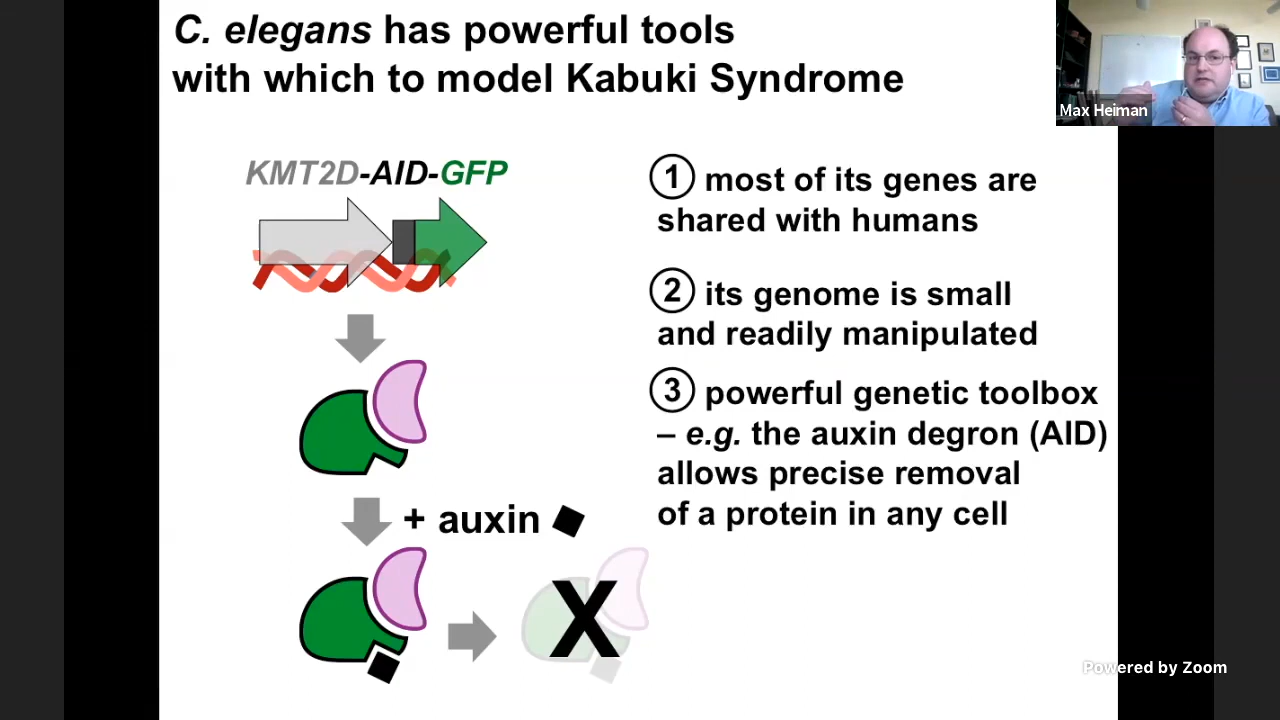 C. elegans has powerful tools
with which to model Kabuki Syndrome
Max Heiman
KMT2D-AID-GFP
+ auxin
X
1 most of its genes are
shared with humans
2 its genome is small
and readily manipulated
3 powerful genetic toolbox
– e.g. the auxin degron (AID)
allows precise removal
of a protein in any cell
Powered by Zoom